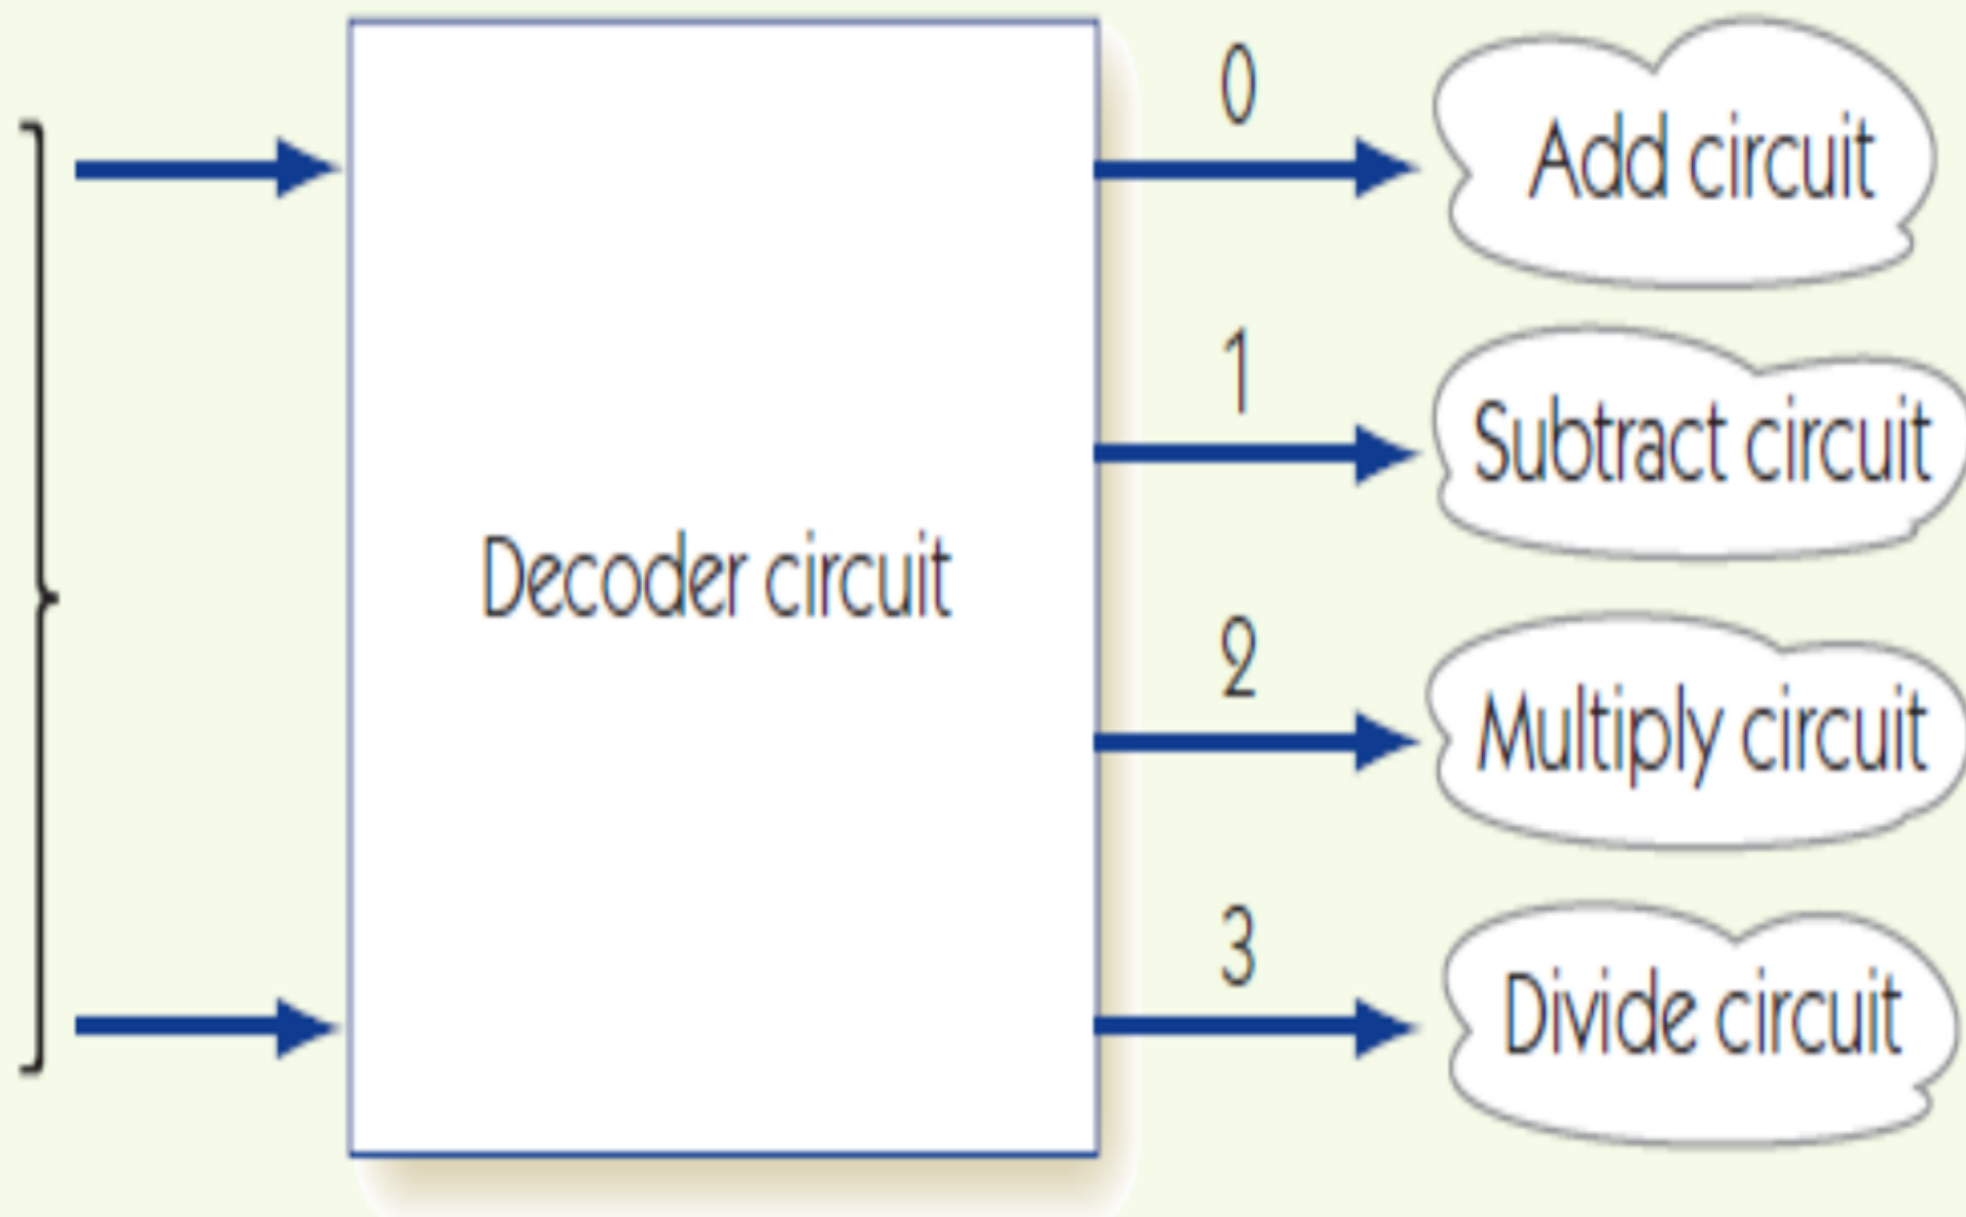 0
Add circuit
1
Subtract circuit
Decoder circuit
2
Multiply circuit
3
Divide circuit